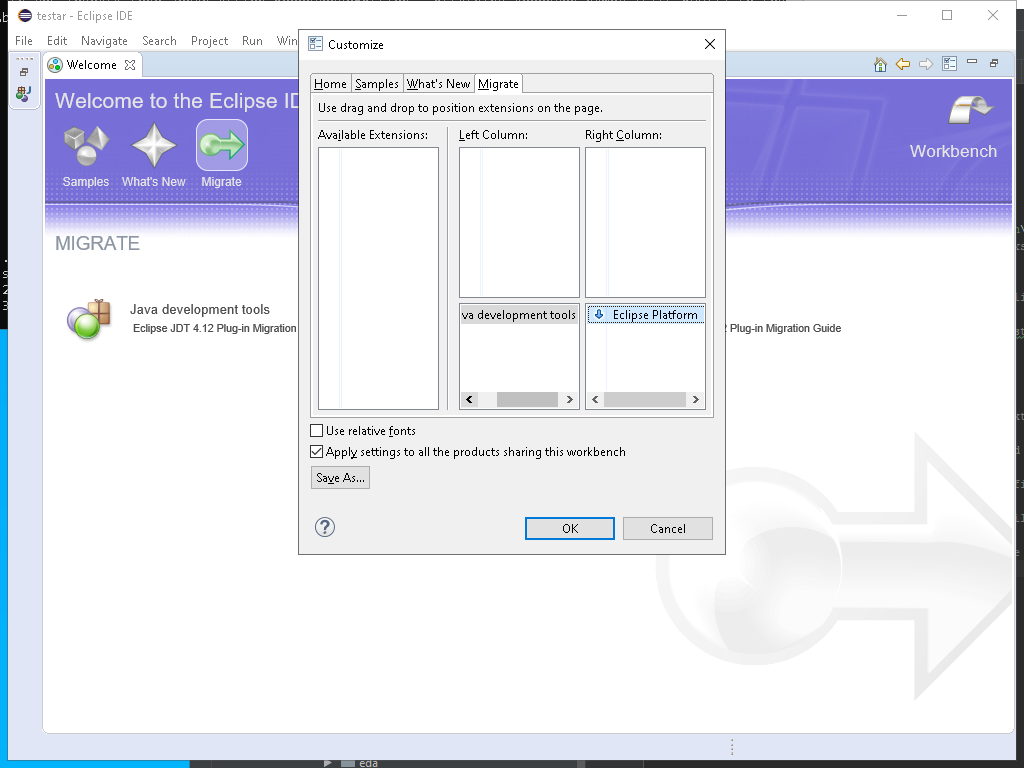 testar - Eclipse IDE
File Edit Navigate Search Project Run
Welcome
Welcome to the Eclipse
Samples What's New Migrate
Workbench
MIGRATE
Java development tools
Eclipse JDT 4.12 Plug-in Migration
Plug-in Migration Guide
Customize
Home Samples What's New Migrate
Use drag and drop to position extensions on the page.
Available Extensions: Left Column: Right Column:
va development tools Eclipse Platform
Use relative fonts
Apply settings to all the products sharing this workbench
Save As...
? OK Cancel
eda